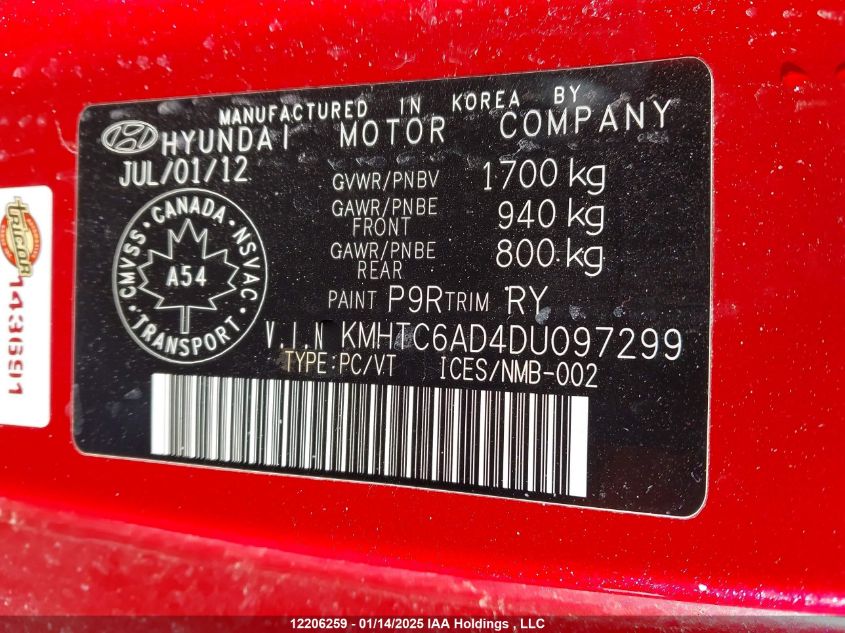 MANUFACTURED IN KOREA BY
HYUNDAI MOTOR COMPANY
JUL/01/12
GVWR/PNBV 1700 kg
GAWR/PNBE FRONT 940 kg
GAWR/PNBE REAR 800 kg
CANADA · NSVAC · TRANSPORT · CMVSS ·
A54
PAINT P9R TRIM RY
V.I.N KMHTC6AD4DU097299
TYPE:PC/VT ICES/NMB-002
tricor
143691
12206259 - 01/14/2025 IAA Holdings , LLC